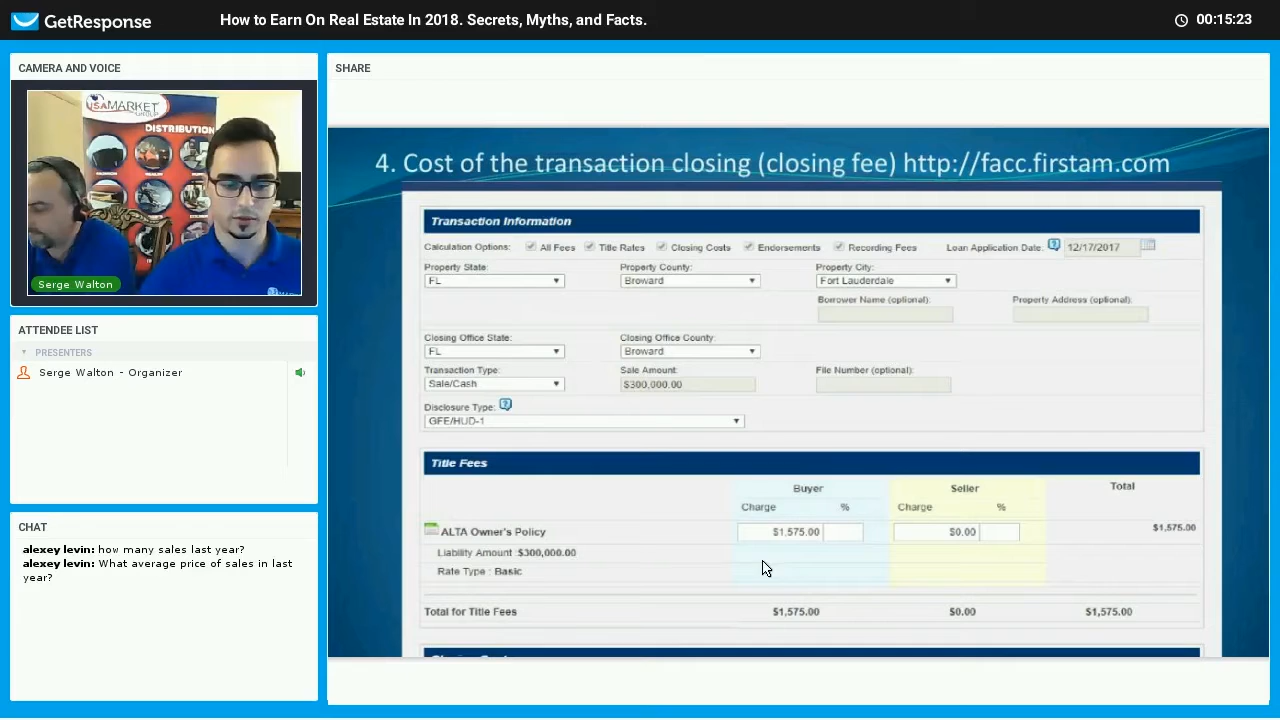 GetResponse
How to Earn On Real Estate In 2018. Secrets, Myths, and Facts.
00:15:23
CAMERA AND VOICE
USAMARKET
GROUP
DISTRIBUTION
Serge Walton
ATTENDEE LIST
PRESENTERS
Serge Walton - Organizer
CHAT
alexey levin: how many sales last year?
alexey levin: What average price of sales in last
year?
SHARE
4. Cost of the transaction closing (closing fee) http://facc.firstam.com
Transaction Information
Calculation Options: All Fees Title Rates Closing Costs Endorsements Recording Fees Loan Application Date: 12/17/2017
Property State: Property County: Property City:
FL Broward Fort Lauderdale
Borrower Name (optional): Property Address (optional):
Closing Office State: Closing Office County:
FL Broward
Transaction Type: Sale Amount: File Number (optional):
Sale/Cash $300,000.00
Disclosure Type:
GFE/HUD-1
Title Fees
Buyer Seller Total
Charge % Charge %
ALTA Owner's Policy $1,575.00 $0.00 $1,575.00
Liability Amount :$300,000.00
Rate Type : Basic
Total for Title Fees $1,575.00 $0.00 $1,575.00